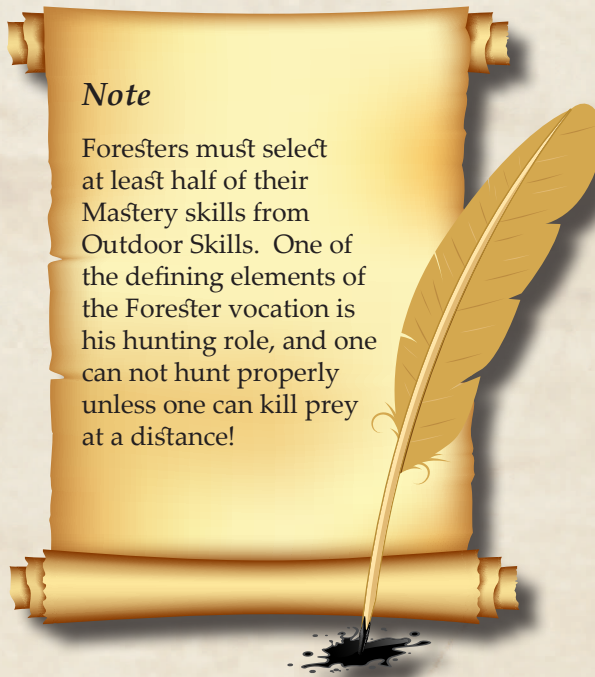 Note
Foresters must select
at least half of their
Mastery skills from
Outdoor Skills.  One of
the defining elements of
the Forester vocation is
his hunting role, and one
can not hunt properly
unless one can kill prey
at a distance!